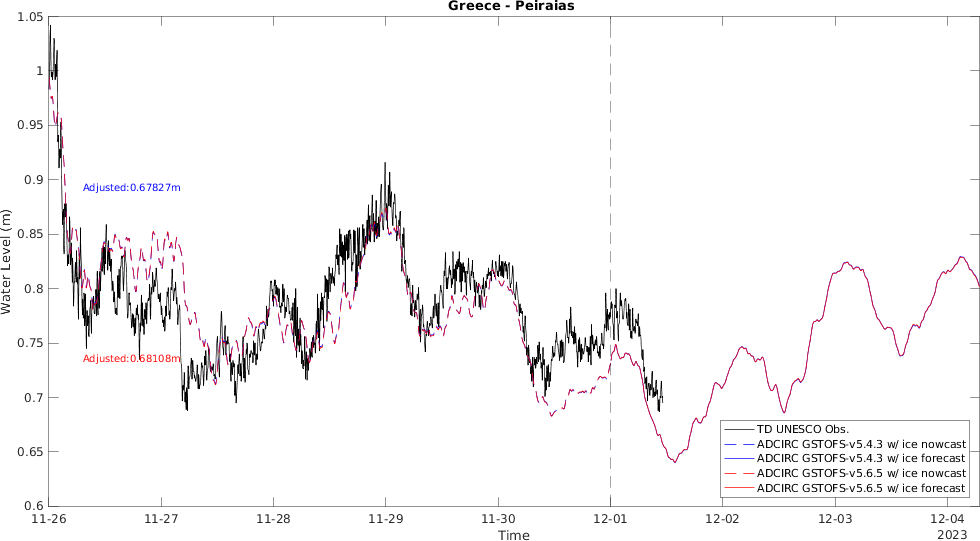 Greece - Peiraias
1.05
1
0.95
0.9
0.85
0.8
0.75
0.7
0.65
0.6
Water Level (m)
Adjusted:0.67827m
Adjusted:0.68108m
TD UNESCO Obs.
ADCIRC GSTOFS-v5.4.3 w/ ice nowcast
ADCIRC GSTOFS-v5.4.3 w/ ice forecast
ADCIRC GSTOFS-v5.6.5 w/ ice nowcast
ADCIRC GSTOFS-v5.6.5 w/ ice forecast
11-26 11-27 11-28 11-29 11-30 12-01 12-02 12-03 12-04
Time
2023